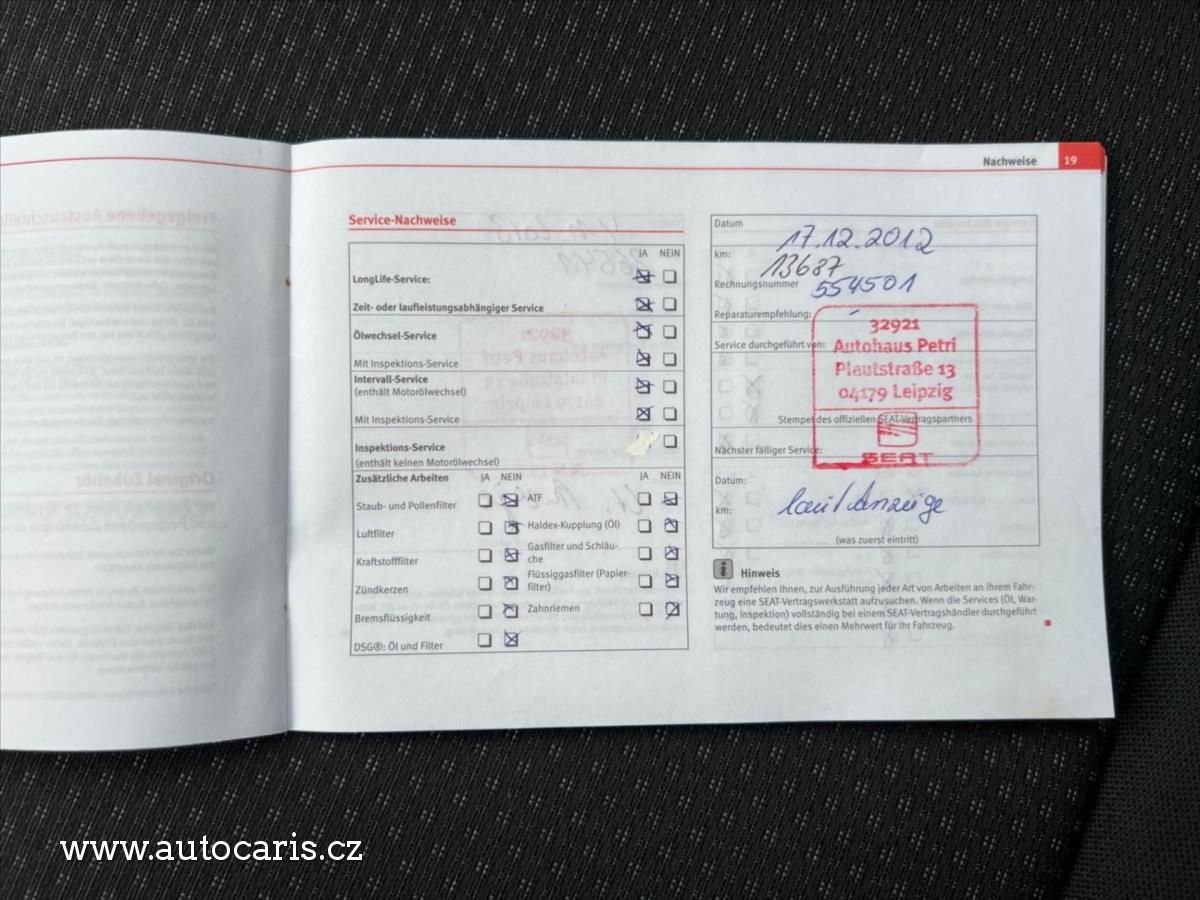 Nachweise 19
Freigegebene Austauschteile
Original Zubehör
Service-Nachweise
JA NEIN
LongLife-Service:
Zeit- oder laufleistungsabhängiger Service
Ölwechsel-Service
Mit Inspektions-Service
Intervall-Service
(enthält Motorölwechsel)
Mit Inspektions-Service
Inspektions-Service
(enthält keinen Motorölwechsel)
Zusätzliche Arbeiten JA NEIN JA NEIN
Staub- und Pollenfilter ATF
Luftfilter Haldex-Kupplung (Öl)
Kraftstofffilter Gasfilter und Schläu-
che
Zündkerzen Flüssiggasfilter (Papier-
filter)
Bremsflüssigkeit Zahnriemen
DSG®: Öl und Filter
Datum 17.12.2012
km: 13687
Rechnungsnummer 554501
Reparaturempfehlung:
Service durchgeführt von:
32921
Autohaus Petri
Plautstraße 13
04179 Leipzig
Stempel des offiziellen SEAT-Vertragspartners
SEAT
Nächster fälliger Service:
Datum:
km: laut Anzeige
(was zuerst eintritt)
i Hinweis
Wir empfehlen Ihnen, zur Ausführung jeder Art von Arbeiten an Ihrem Fahr-
zeug eine SEAT-Vertragswerkstatt aufzusuchen. Wenn die Services (Öl, War-
tung, Inspektion) vollständig bei einem SEAT-Vertragshändler durchgeführt
werden, bedeutet dies einen Mehrwert für Ihr Fahrzeug.
www.autocaris.cz